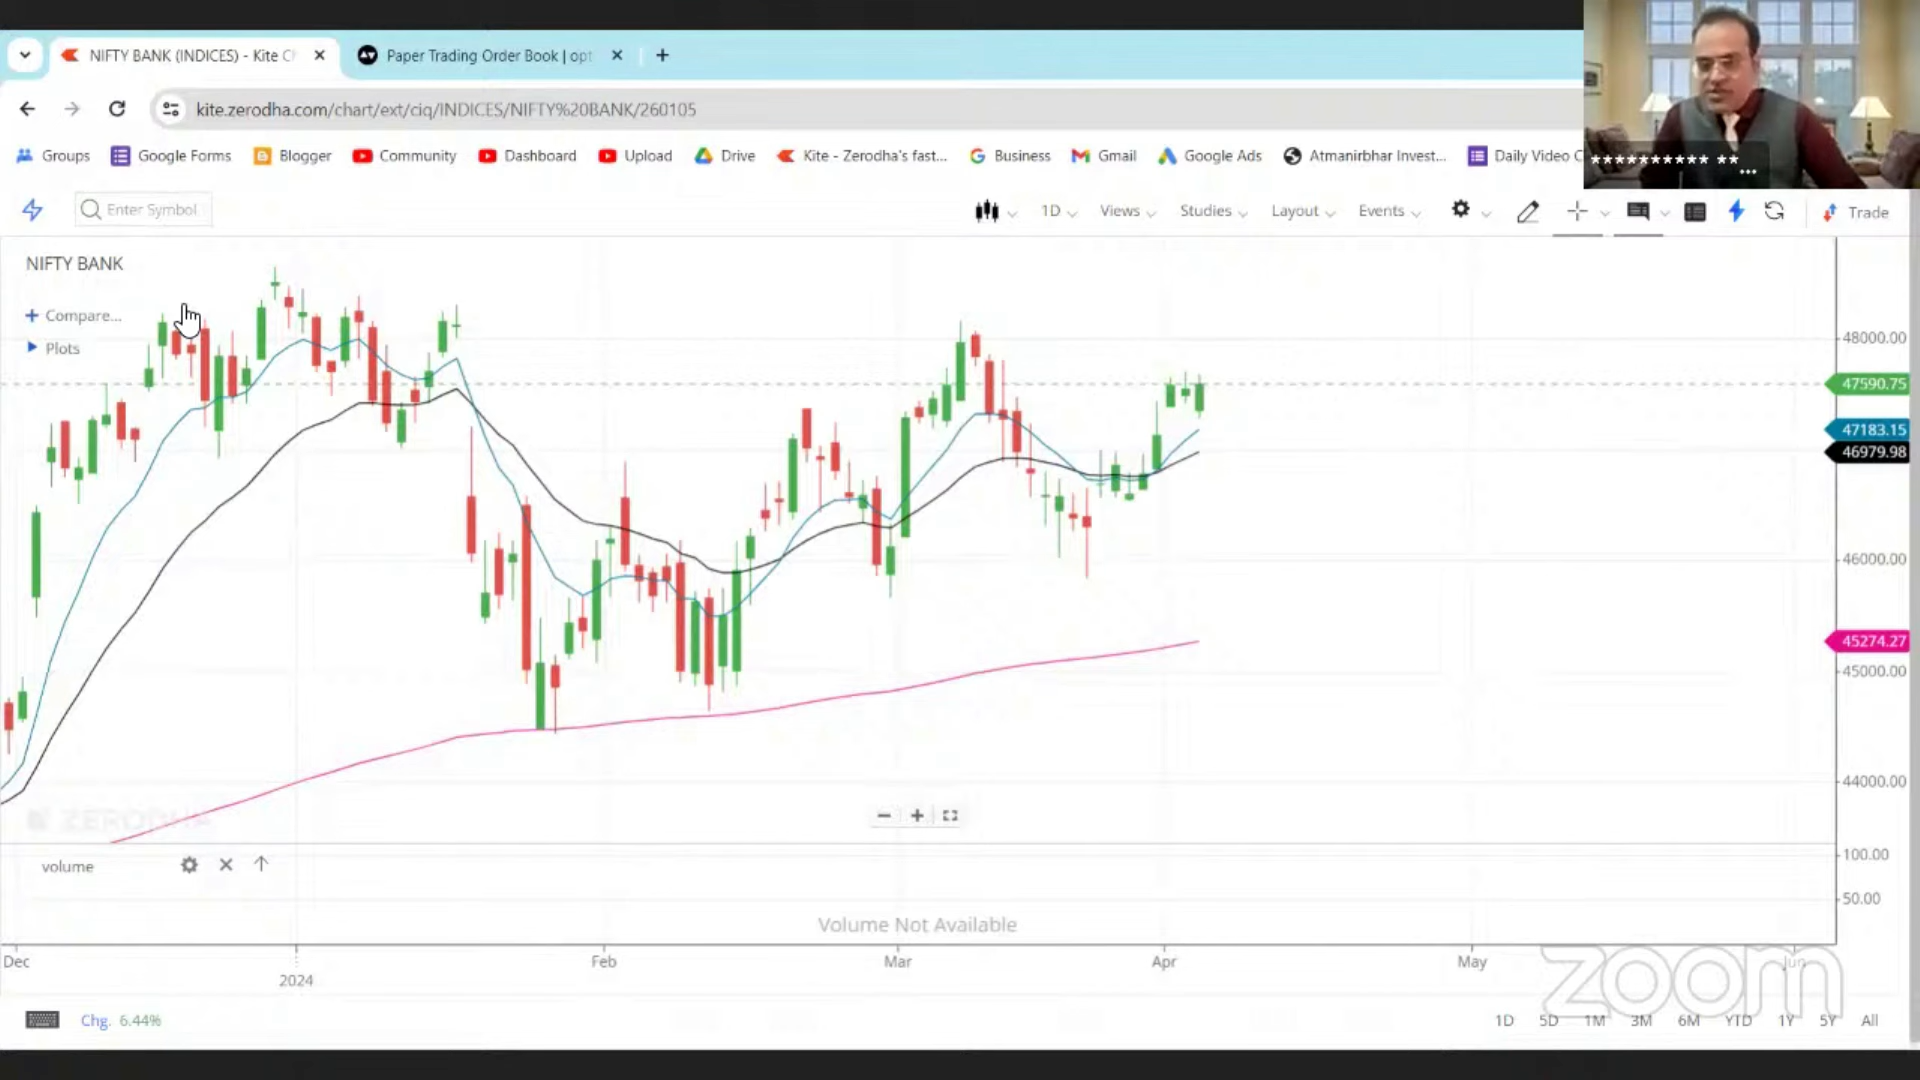 NIFTY BANK (INDICES) - Kite Ch
Paper Trading Order Book | opt
kite.zerodha.com/chart/ext/ciq/INDICES/NIFTY%20BANK/260105
Groups Google Forms Blogger Community Dashboard Upload Drive Kite - Zerodha's fast... Business Gmail Google Ads Atmanirbhar Invest... Daily Video C
********** **
...
Enter Symbol
1D Views Studies Layout Events Trade
NIFTY BANK
Compare...
Plots
48000.00
47590.75
47183.15
46979.98
46000.00
45274.27
45000.00
44000.00
ZERODHA
volume
100.00
50.00
Volume Not Available
Dec Feb Mar Apr May Jun
2024
zoom
Chg. 6.44%
1D 5D 1M 3M 6M YTD 1Y 5Y All